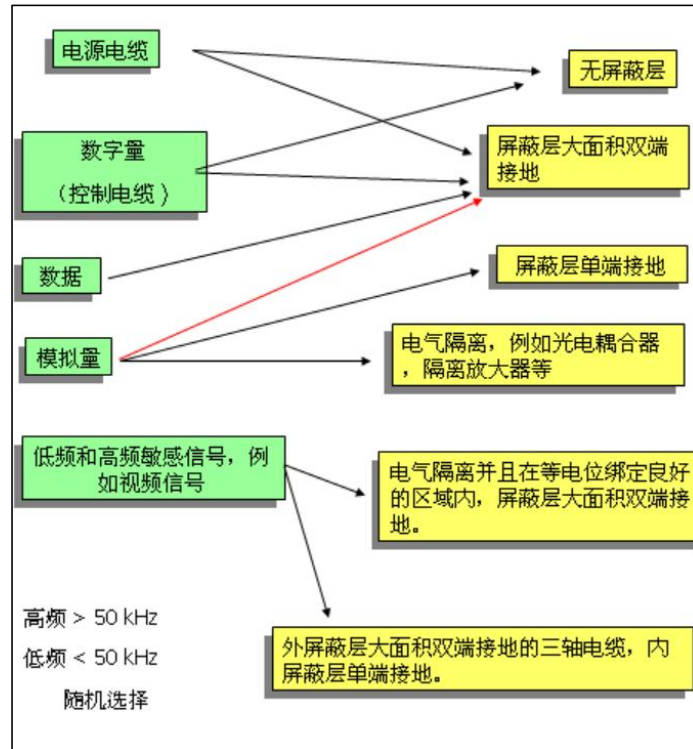 电源电缆
无屏蔽层
数字量
（控制电缆）
屏蔽层大面积双端
接地
数据
屏蔽层单端接地
模拟量
电气隔离，例如光电耦合器
，隔离放大器等
低频和高频敏感信号，例
如视频信号
电气隔离并且在等电位绑定良好
的区域内，屏蔽层大面积双端接
地。
高频 > 50 kHz
低频 < 50 kHz
随机选择
外屏蔽层大面积双端接地的三轴电缆，内
屏蔽层单端接地。